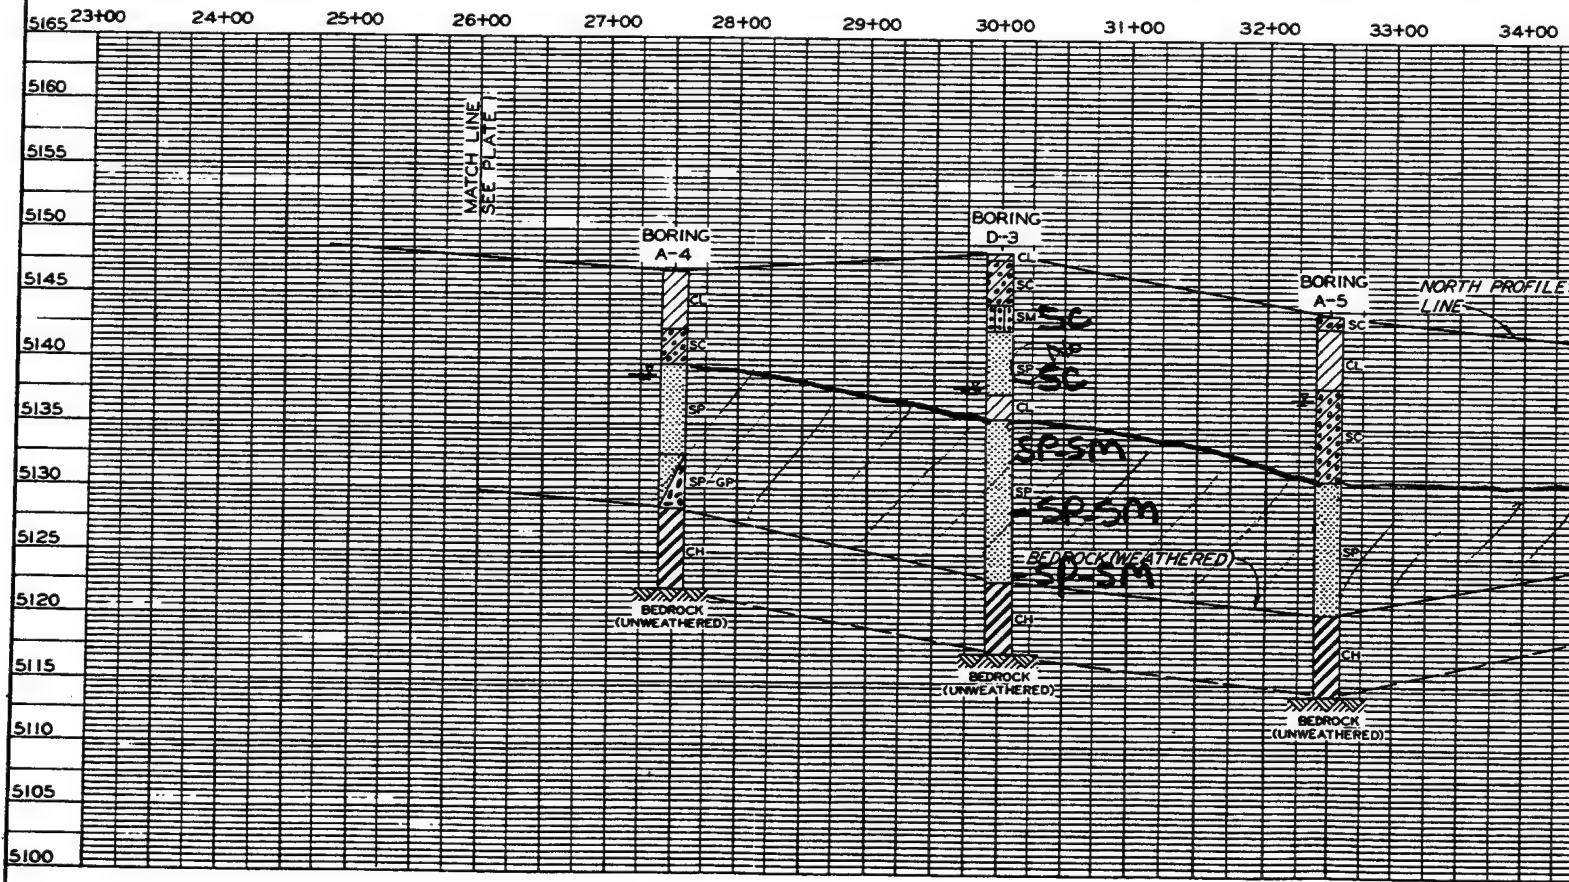 23+00 24+00 25+00 26+00 27+00 28+00 29+00 30+00 31+00 32+00 33+00 34+00
5165
5160
5155
5150
5145
5140
5135
5130
5125
5120
5115
5110
5105
5100
MATCH LINE
SEE PLATE I
BORING
A-4
CL
SC
SP
SP-GP
CH
BEDROCK
(UNWEATHERED)
BORING
D-3
CL
SC
SM SC
SP
SC
CL
SP-SM
SP
-SP-SM
BEDROCK (WEATHERED)
-SP-SM
CH
BEDROCK
(UNWEATHERED)
BORING
A-5
SC
CL
SC
SP
CH
BEDROCK
(UNWEATHERED)
NORTH PROFILE
LINE